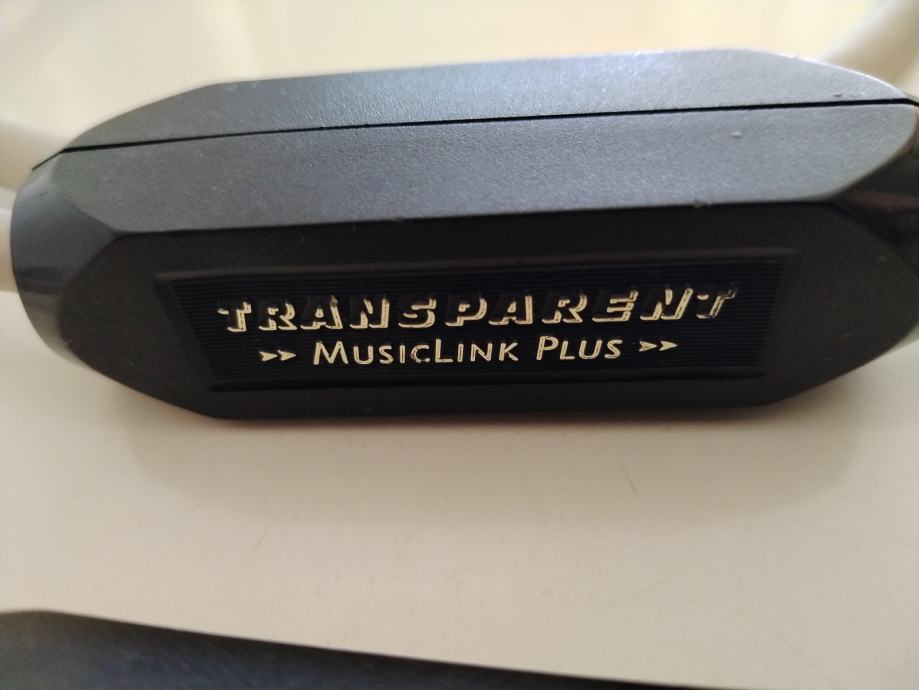 TRANSPARENT
»» MUSICLINK PLUS »»